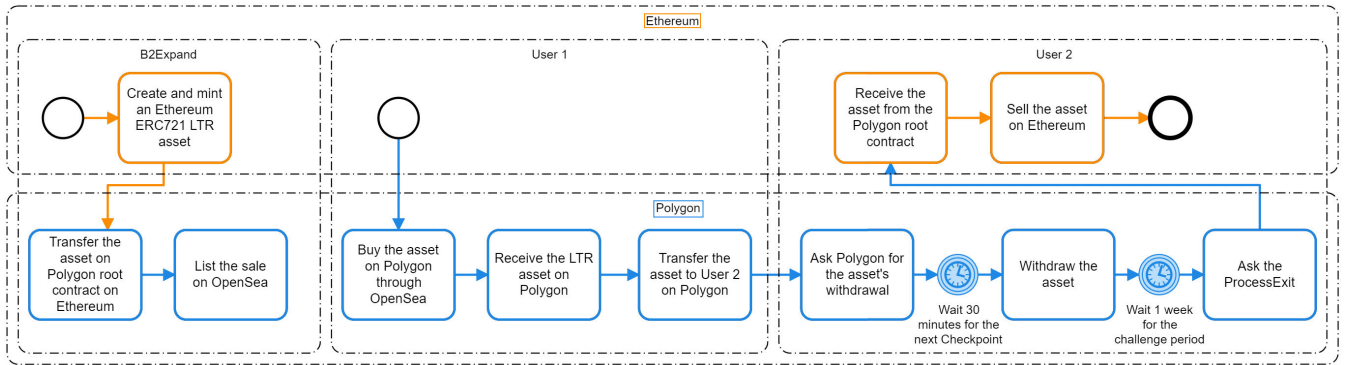 Ethereum
B2Expand
User 1
User 2
Create and mint
an Ethereum
ERC721 LTR
asset
Receive the
asset from the
Polygon root
contract
Sell the asset
on Ethereum
Polygon
Transfer the
asset on
Polygon root
contract on
Ethereum
List the sale
on OpenSea
Buy the asset
on Polygon
through
OpenSea
Receive the LTR
asset on
Polygon
Transfer the
asset to User 2
on Polygon
Ask Polygon for
the asset's
withdrawal
Wait 30
minutes for the
next Checkpoint
Withdraw the
asset
Wait 1 week
for the
challenge period
Ask the
ProcessExit